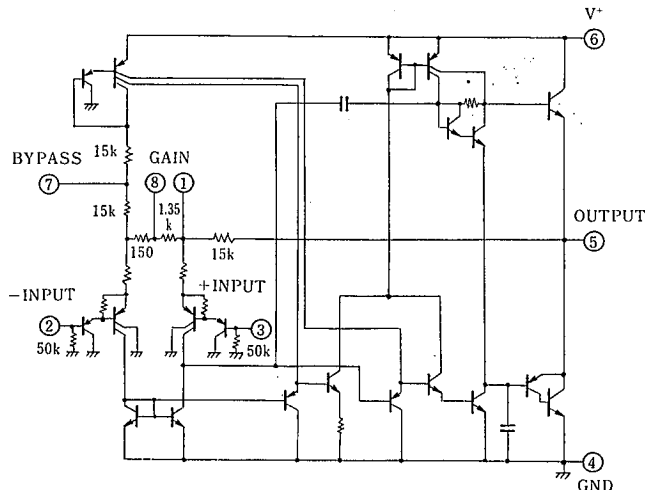 V⁺
6
15k
BYPASS GAIN
7 8 1
15k
1.35
k
OUTPUT
5
150
15k
−INPUT
+INPUT
2
3
50k
50k
4
GND